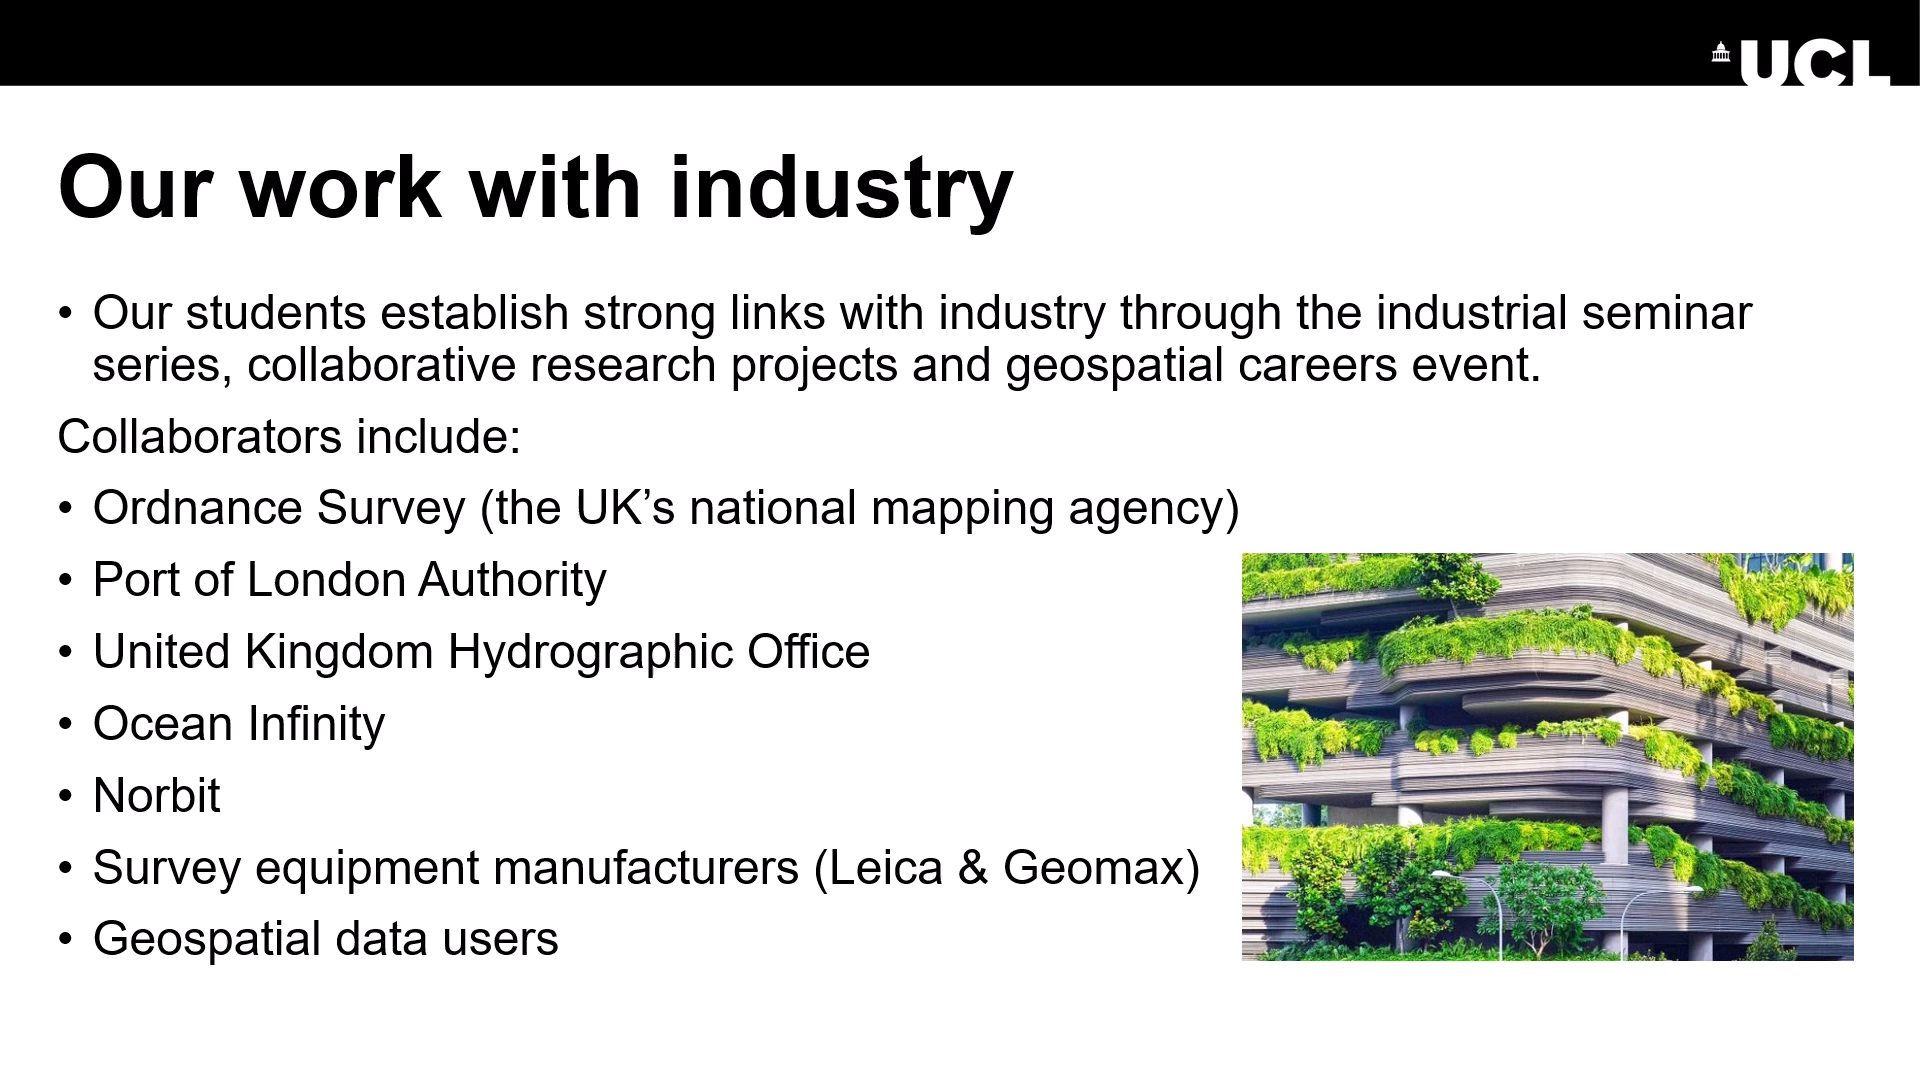 UCL
Our work with industry
• Our students establish strong links with industry through the industrial seminar
series, collaborative research projects and geospatial careers event.
Collaborators include:
• Ordnance Survey (the UK’s national mapping agency)
• Port of London Authority
• United Kingdom Hydrographic Office
• Ocean Infinity
• Norbit
• Survey equipment manufacturers (Leica & Geomax)
• Geospatial data users